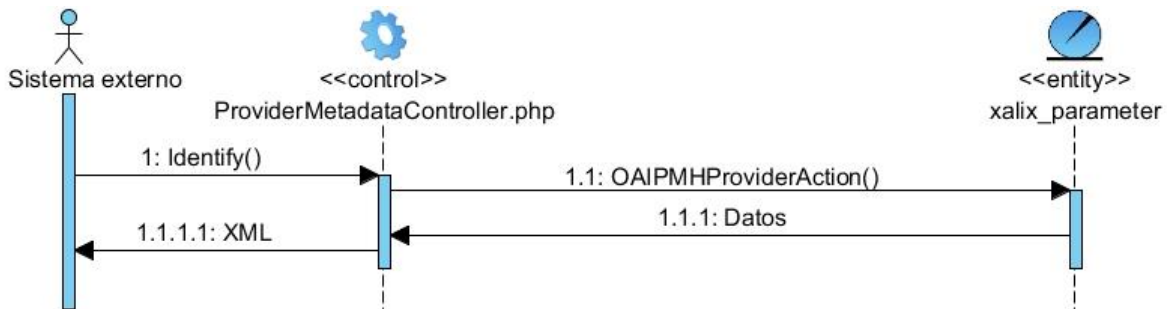 Sistema externo
<<control>>
ProviderMetadataController.php
<<entity>>
xalix_parameter
1: Identify()
1.1: OAIPMHProviderAction()
1.1.1: Datos
1.1.1.1: XML